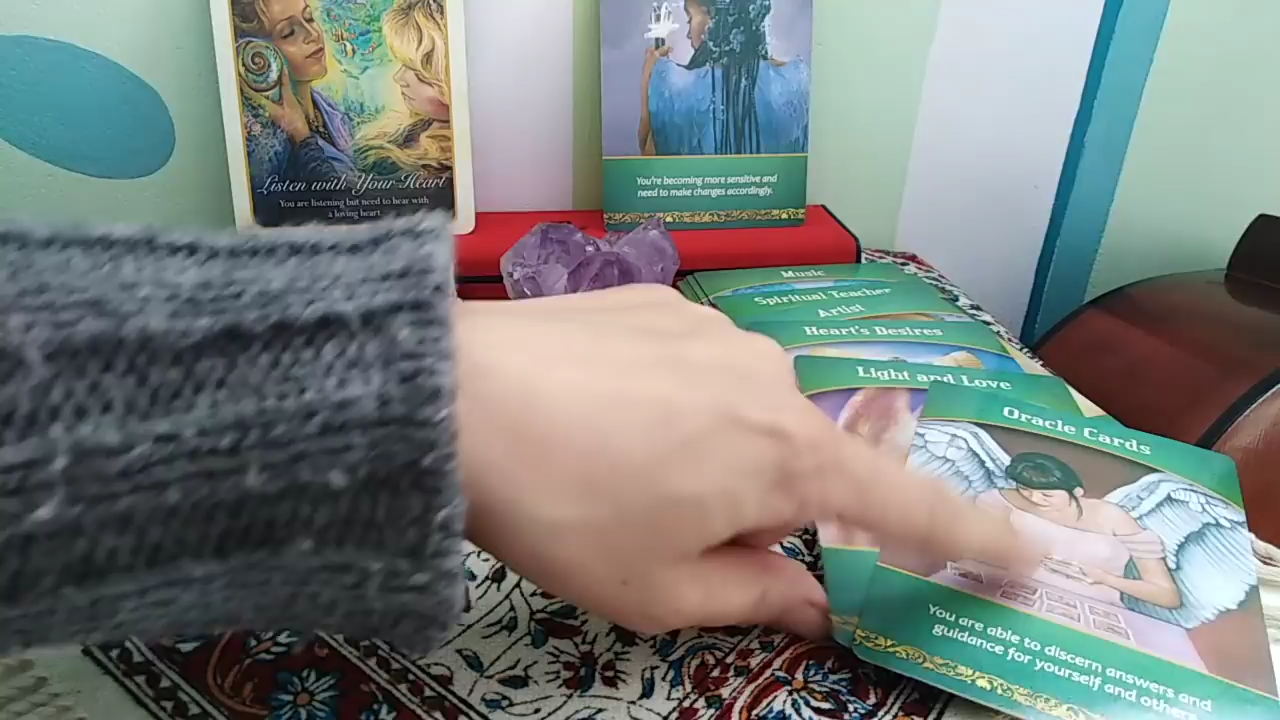 Listen with Your Heart
You are listening but need to hear with
a loving heart
You're becoming more sensitive and
need to make changes accordingly.
Music
Spiritual Teacher
Artist
Heart's Desires
Light and Love
Oracle Cards
You are able to discern answers and
guidance for yourself and